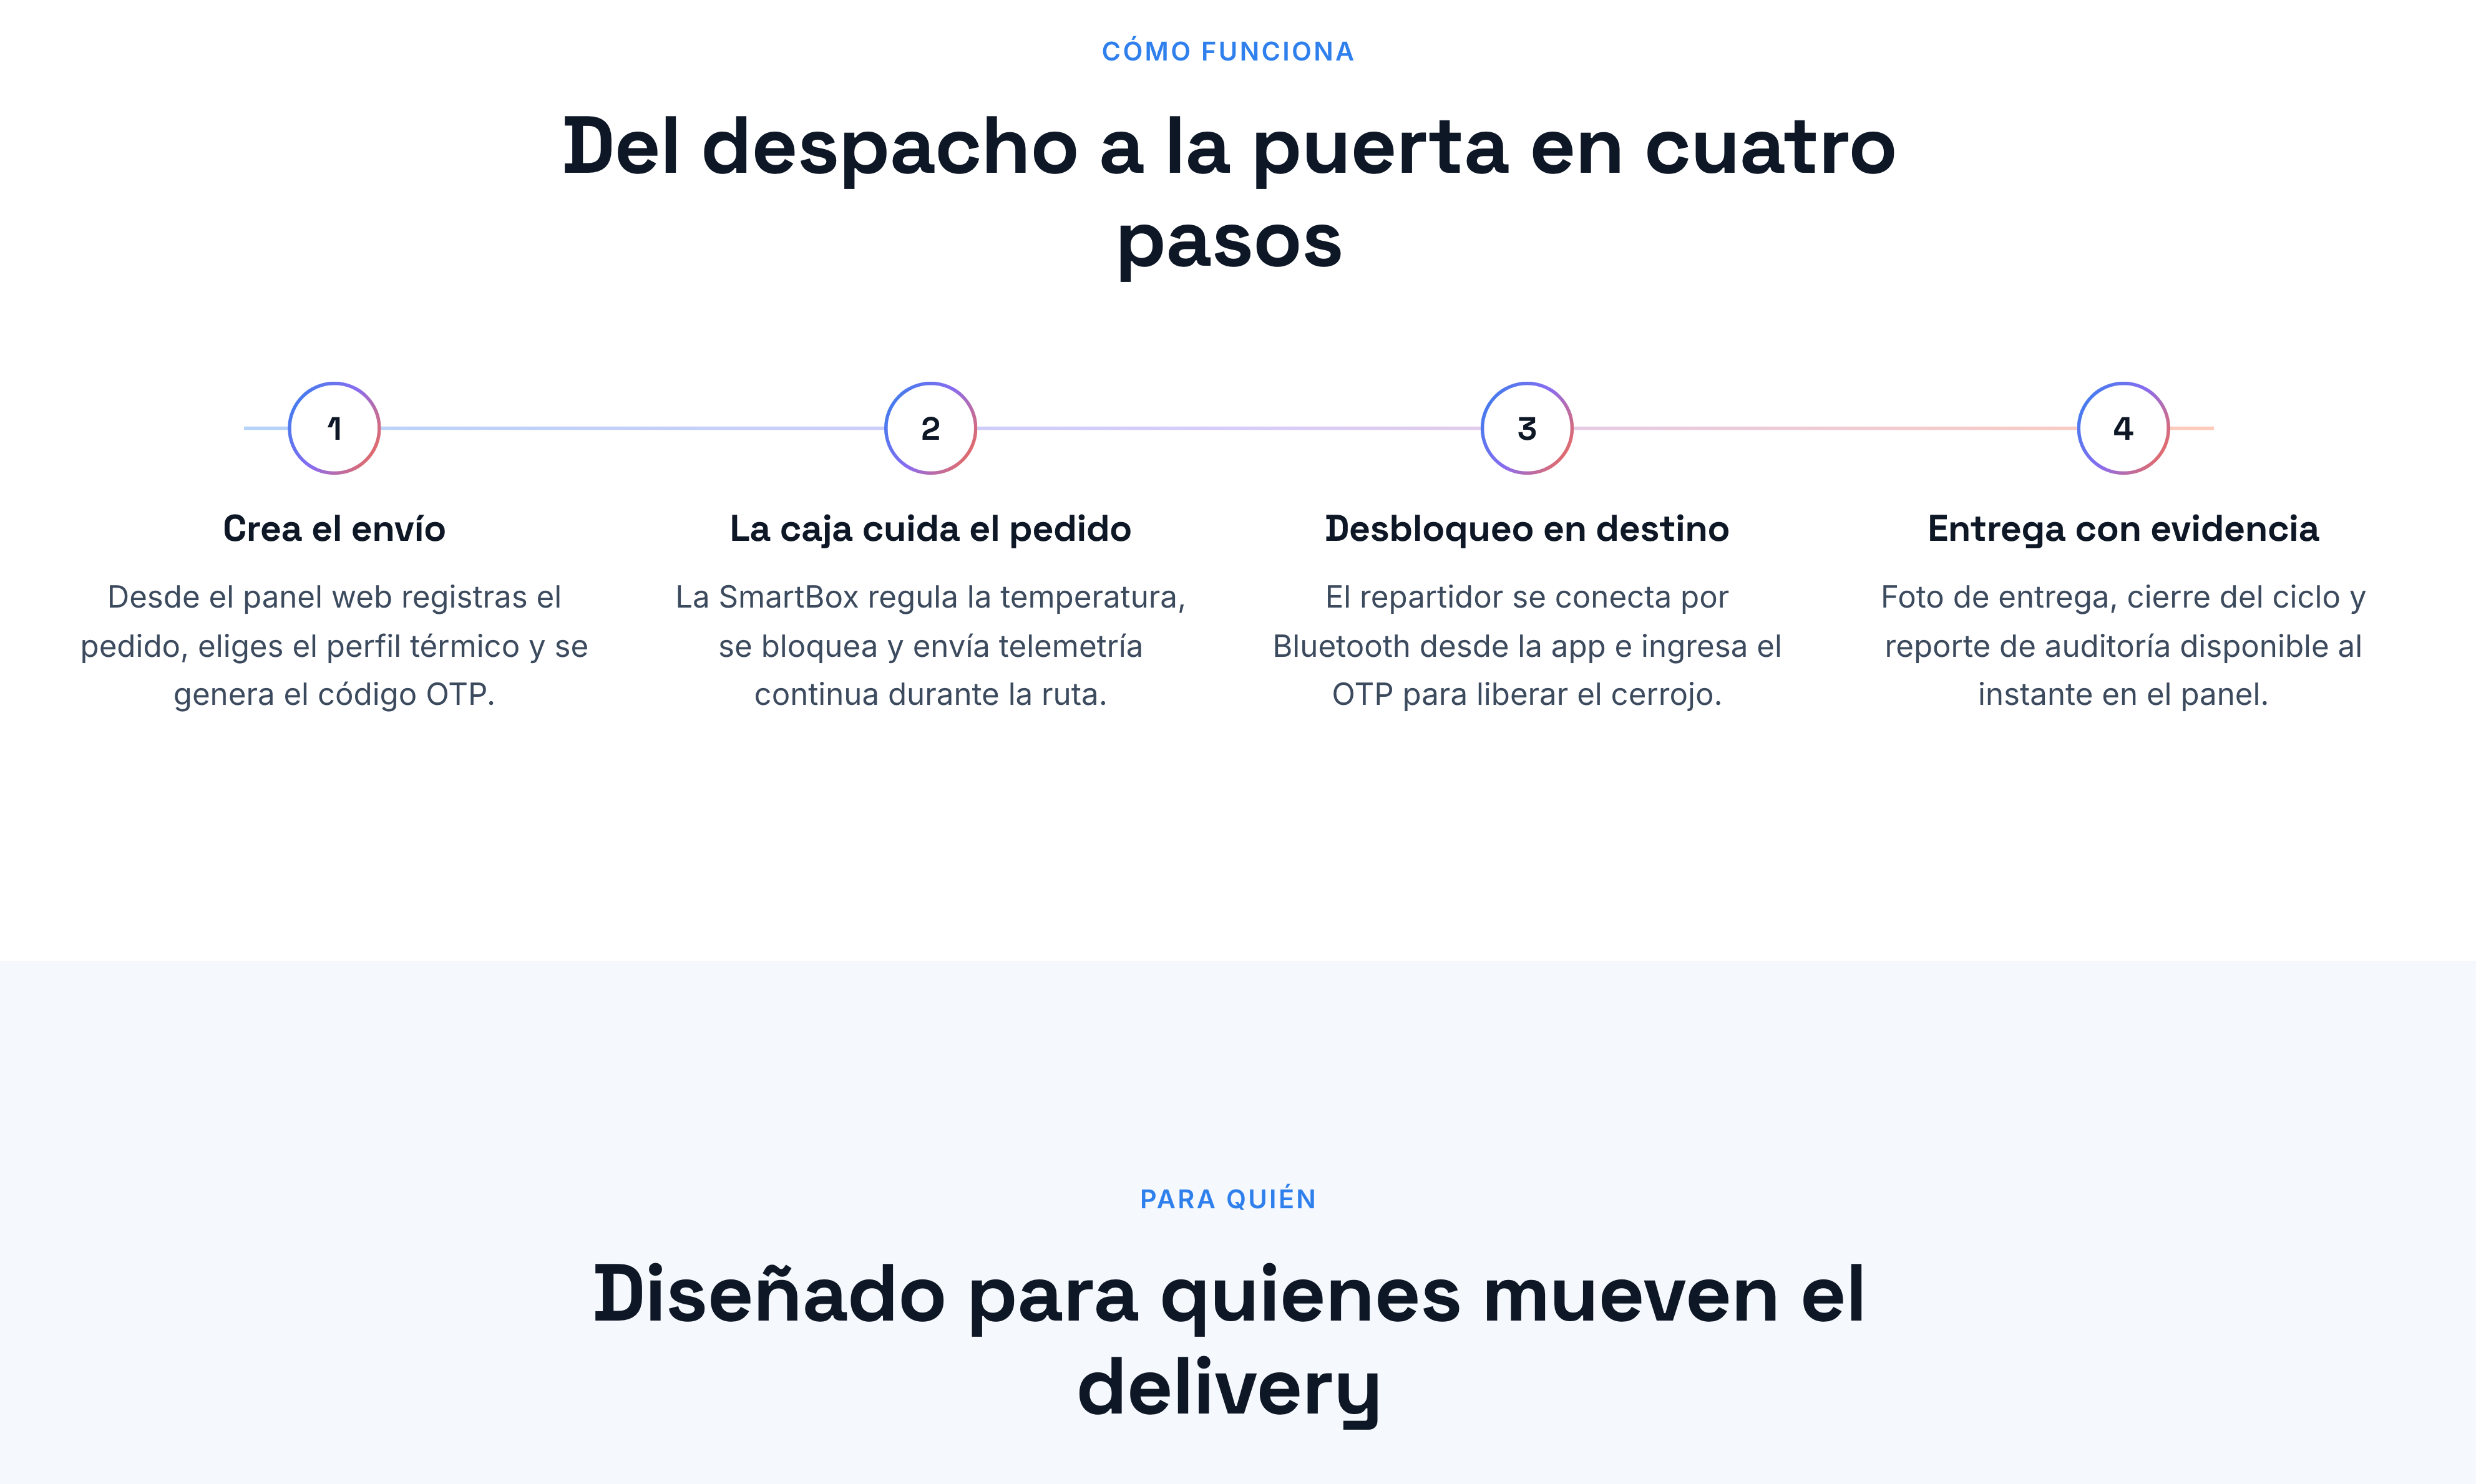 CÓMO FUNCIONA
Del despacho a la puerta en cuatro
pasos
1
Crea el envío
Desde el panel web registras el
pedido, eliges el perfil térmico y se
genera el código OTP.
2
La caja cuida el pedido
La SmartBox regula la temperatura,
se bloquea y envía telemetría
continua durante la ruta.
3
Desbloqueo en destino
El repartidor se conecta por
Bluetooth desde la app e ingresa el
OTP para liberar el cerrojo.
4
Entrega con evidencia
Foto de entrega, cierre del ciclo y
reporte de auditoría disponible al
instante en el panel.
PARA QUIÉN
Diseñado para quienes mueven el
delivery